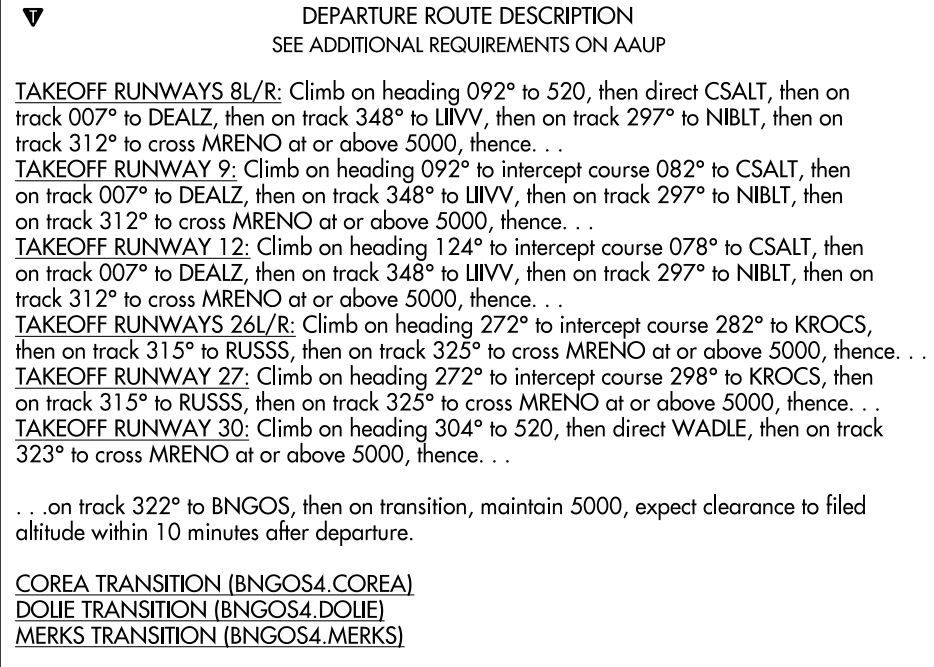 T
DEPARTURE ROUTE DESCRIPTION
SEE ADDITIONAL REQUIREMENTS ON AAUP
TAKEOFF RUNWAYS 8L/R: Climb on heading 092° to 520, then direct CSALT, then on
track 007° to DEALZ, then on track 348° to LIIVV, then on track 297° to NIBLT, then on
track 312° to cross MRENO at or above 5000, thence. . .
TAKEOFF RUNWAY 9: Climb on heading 092° to intercept course 082° to CSALT, then
on track 007° to DEALZ, then on track 348° to LIIVV, then on track 297° to NIBLT, then
on track 312° to cross MRENO at or above 5000, thence. . .
TAKEOFF RUNWAY 12: Climb on heading 124° to intercept course 078° to CSALT, then
on track 007° to DEALZ, then on track 348° to LIIVV, then on track 297° to NIBLT, then on
track 312° to cross MRENO at or above 5000, thence. . .
TAKEOFF RUNWAYS 26L/R: Climb on heading 272° to intercept course 282° to KROCS,
then on track 315° to RUSSS, then on track 325° to cross MRENO at or above 5000, thence. . .
TAKEOFF RUNWAY 27: Climb on heading 272° to intercept course 298° to KROCS, then
on track 315° to RUSSS, then on track 325° to cross MRENO at or above 5000, thence. . .
TAKEOFF RUNWAY 30: Climb on heading 304° to 520, then direct WADLE, then on track
323° to cross MRENO at or above 5000, thence. . .
. . .on track 322° to BNGOS, then on transition, maintain 5000, expect clearance to filed
altitude within 10 minutes after departure.
COREA TRANSITION (BNGOS4.COREA)
DOLIE TRANSITION (BNGOS4.DOLIE)
MERKS TRANSITION (BNGOS4.MERKS)